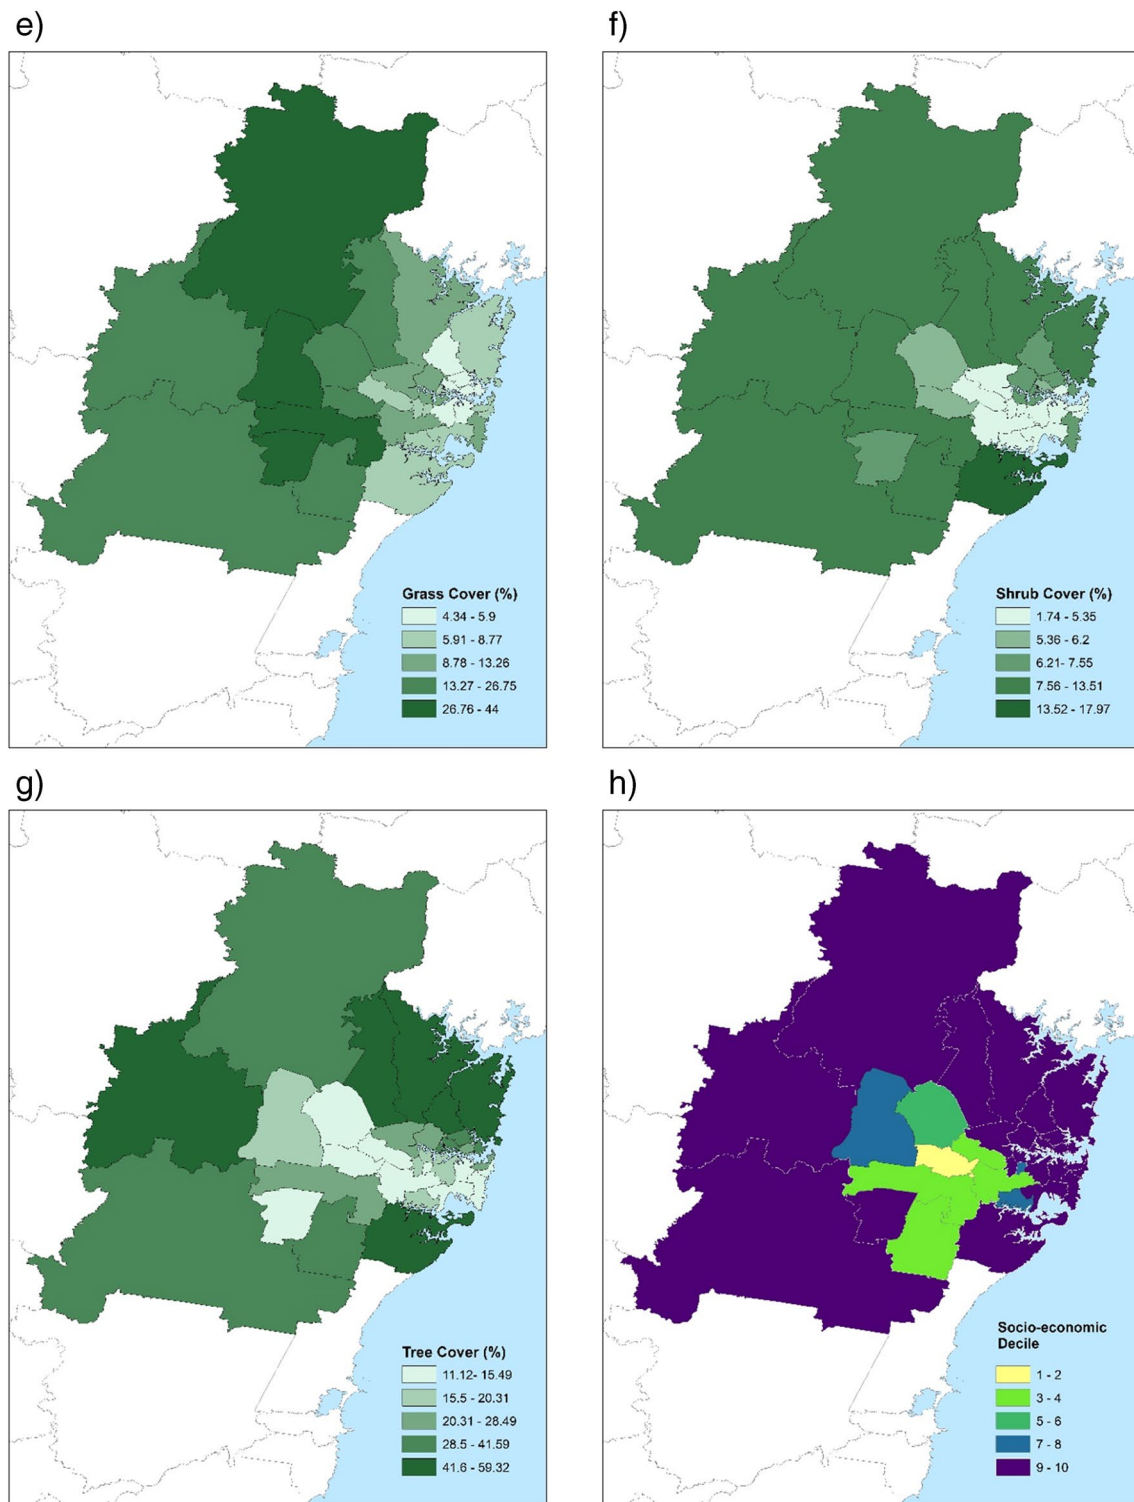 e)
Grass Cover (%)
4.34 - 5.9
5.91 - 8.77
8.78 - 13.26
13.27 - 26.75
26.76 - 44
f)
Shrub Cover (%)
1.74 - 5.35
5.36 - 6.2
6.21- 7.55
7.56 - 13.51
13.52 - 17.97
g)
Tree Cover (%)
11.12- 15.49
15.5 - 20.31
20.31 - 28.49
28.5 - 41.59
41.6 - 59.32
h)
Socio-economic
Decile
1 - 2
3 - 4
5 - 6
7 - 8
9 - 10